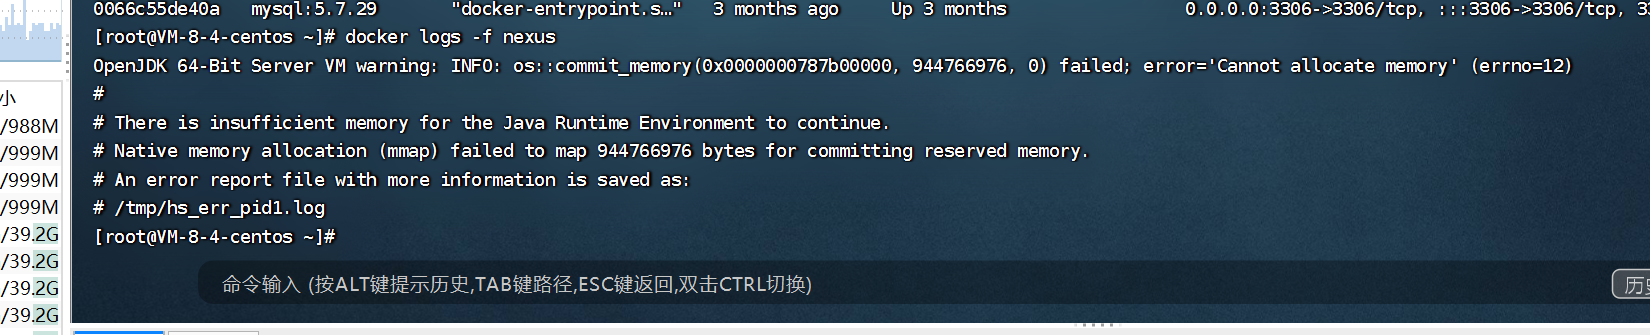 0066c55de40a mysql:5.7.29 "docker-entrypoint.s…" 3 months ago Up 3 months 0.0.0.0:3306->3306/tcp, :::3306->3306/tcp,
[root@VM-8-4-centos ~]# docker logs -f nexus
OpenJDK 64-Bit Server VM warning: INFO: os::commit_memory(0x0000000787b00000, 944766976, 0) failed; error='Cannot allocate memory' (errno=12)
#
# There is insufficient memory for the Java Runtime Environment to continue.
# Native memory allocation (mmap) failed to map 944766976 bytes for committing reserved memory.
# An error report file with more information is saved as:
# /tmp/hs_err_pid1.log
[root@VM-8-4-centos ~]#
小
/988M
/999M
/999M
/999M
/39.2G
/39.2G
/39.2G
/39.2G
命令输入 (按ALT键提示历史,TAB键路径,ESC键返回,双击CTRL切换)
历